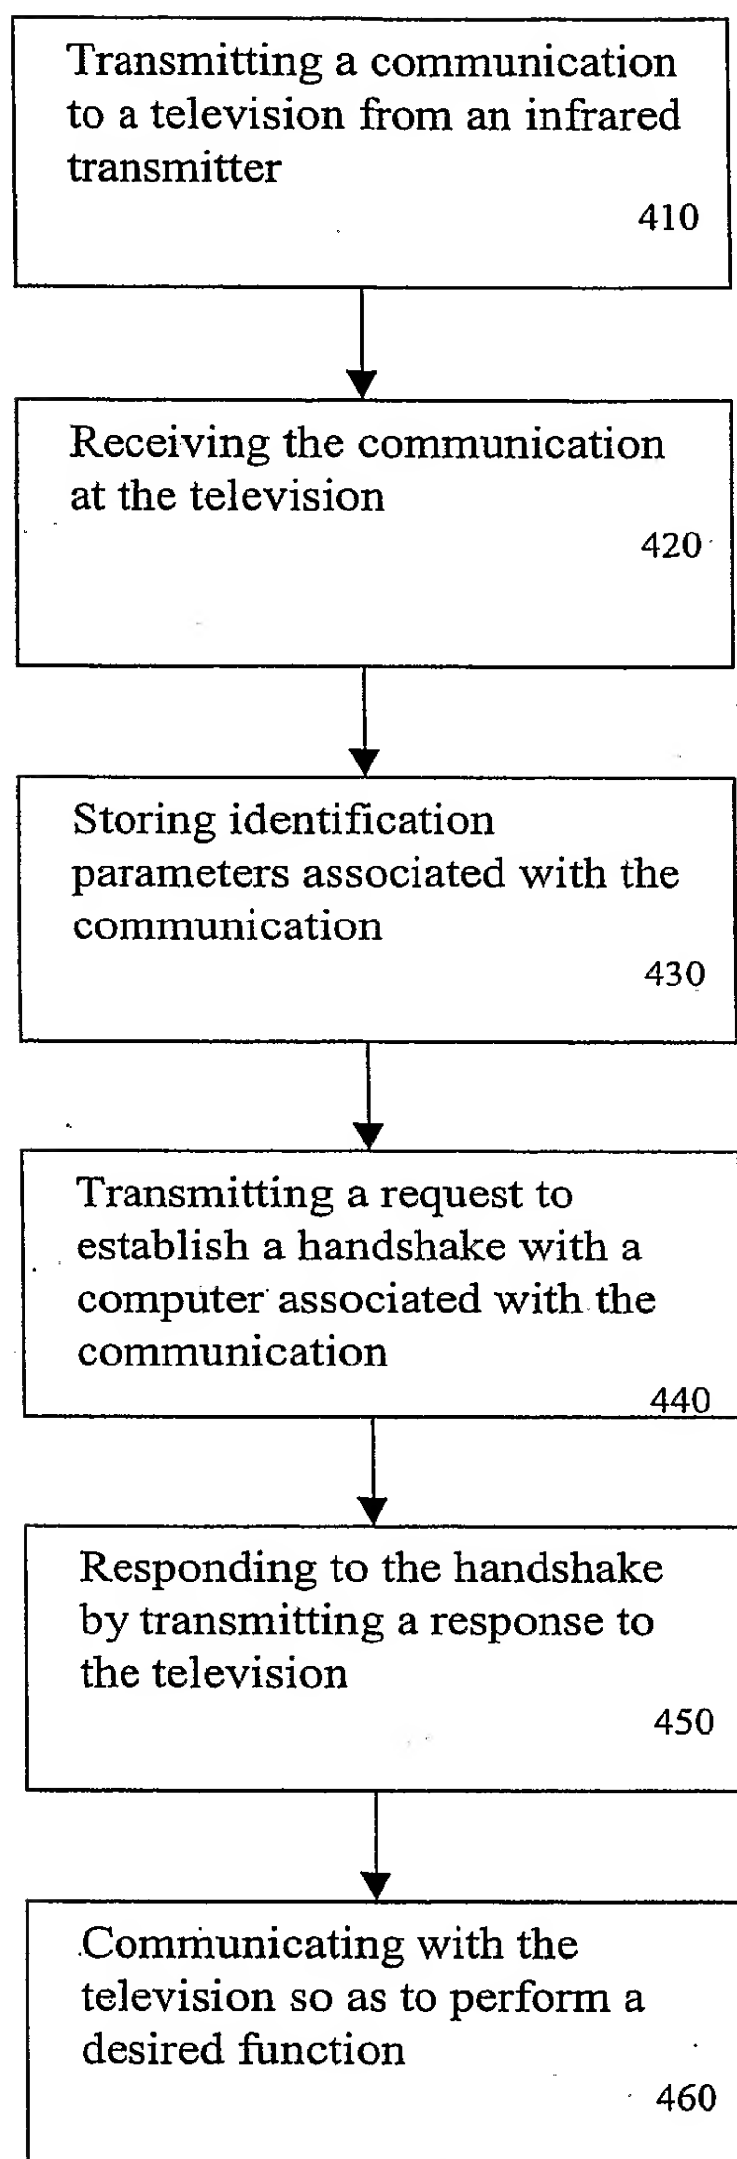 Transmitting a communication
to a television from an infrared
transmitter
410
Receiving the communication
at the television
420
Storing identification
parameters associated with the
communication
430
Transmitting a request to
establish a handshake with a
computer associated with the
communication
440
Responding to the handshake
by transmitting a response to
the television
450
Communicating with the
television so as to perform a
desired function
460